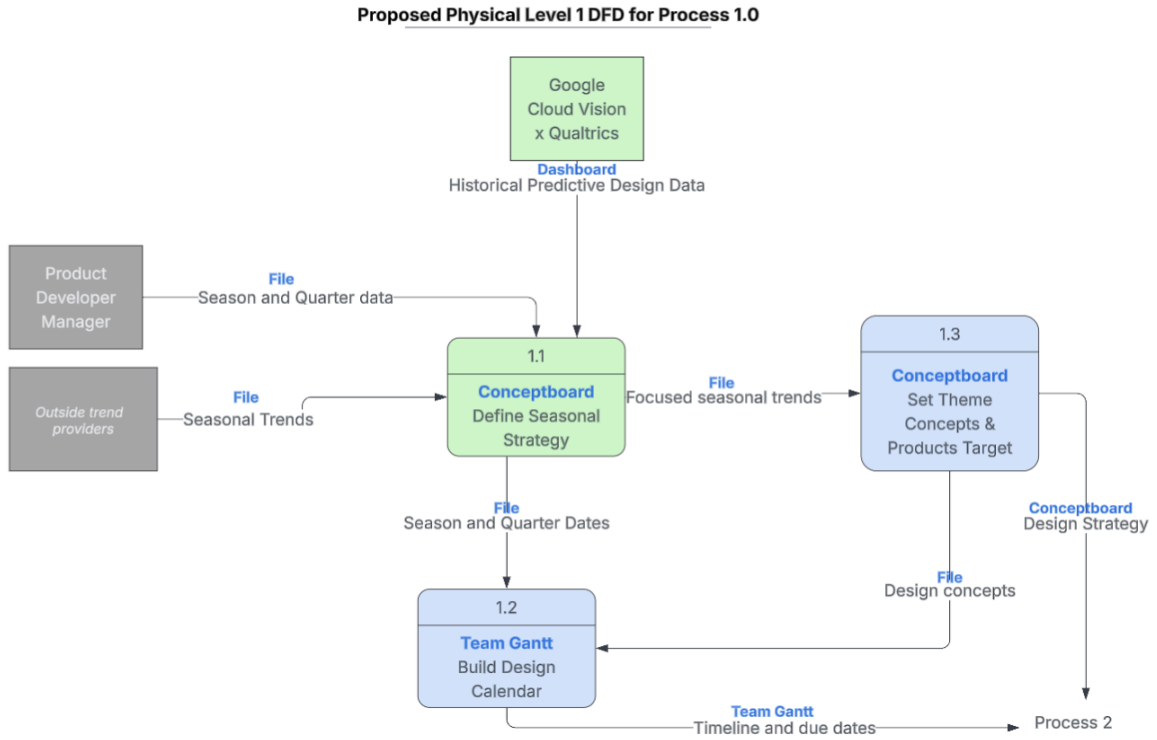 Proposed Physical Level 1 DFD for Process 1.0
Google
Cloud Vision
x Qualtrics
Dashboard
Historical Predictive Design Data
Product
Developer
Manager
File
Season and Quarter data
Outside trend
providers
File
Seasonal Trends
1.1
Conceptboard
Define Seasonal
Strategy
File
Focused seasonal trends
1.3
Conceptboard
Set Theme
Concepts &
Products Target
File
Season and Quarter Dates
Conceptboard
Design Strategy
File
Design concepts
1.2
Team Gantt
Build Design
Calendar
Team Gantt
Timeline and due dates
Process 2